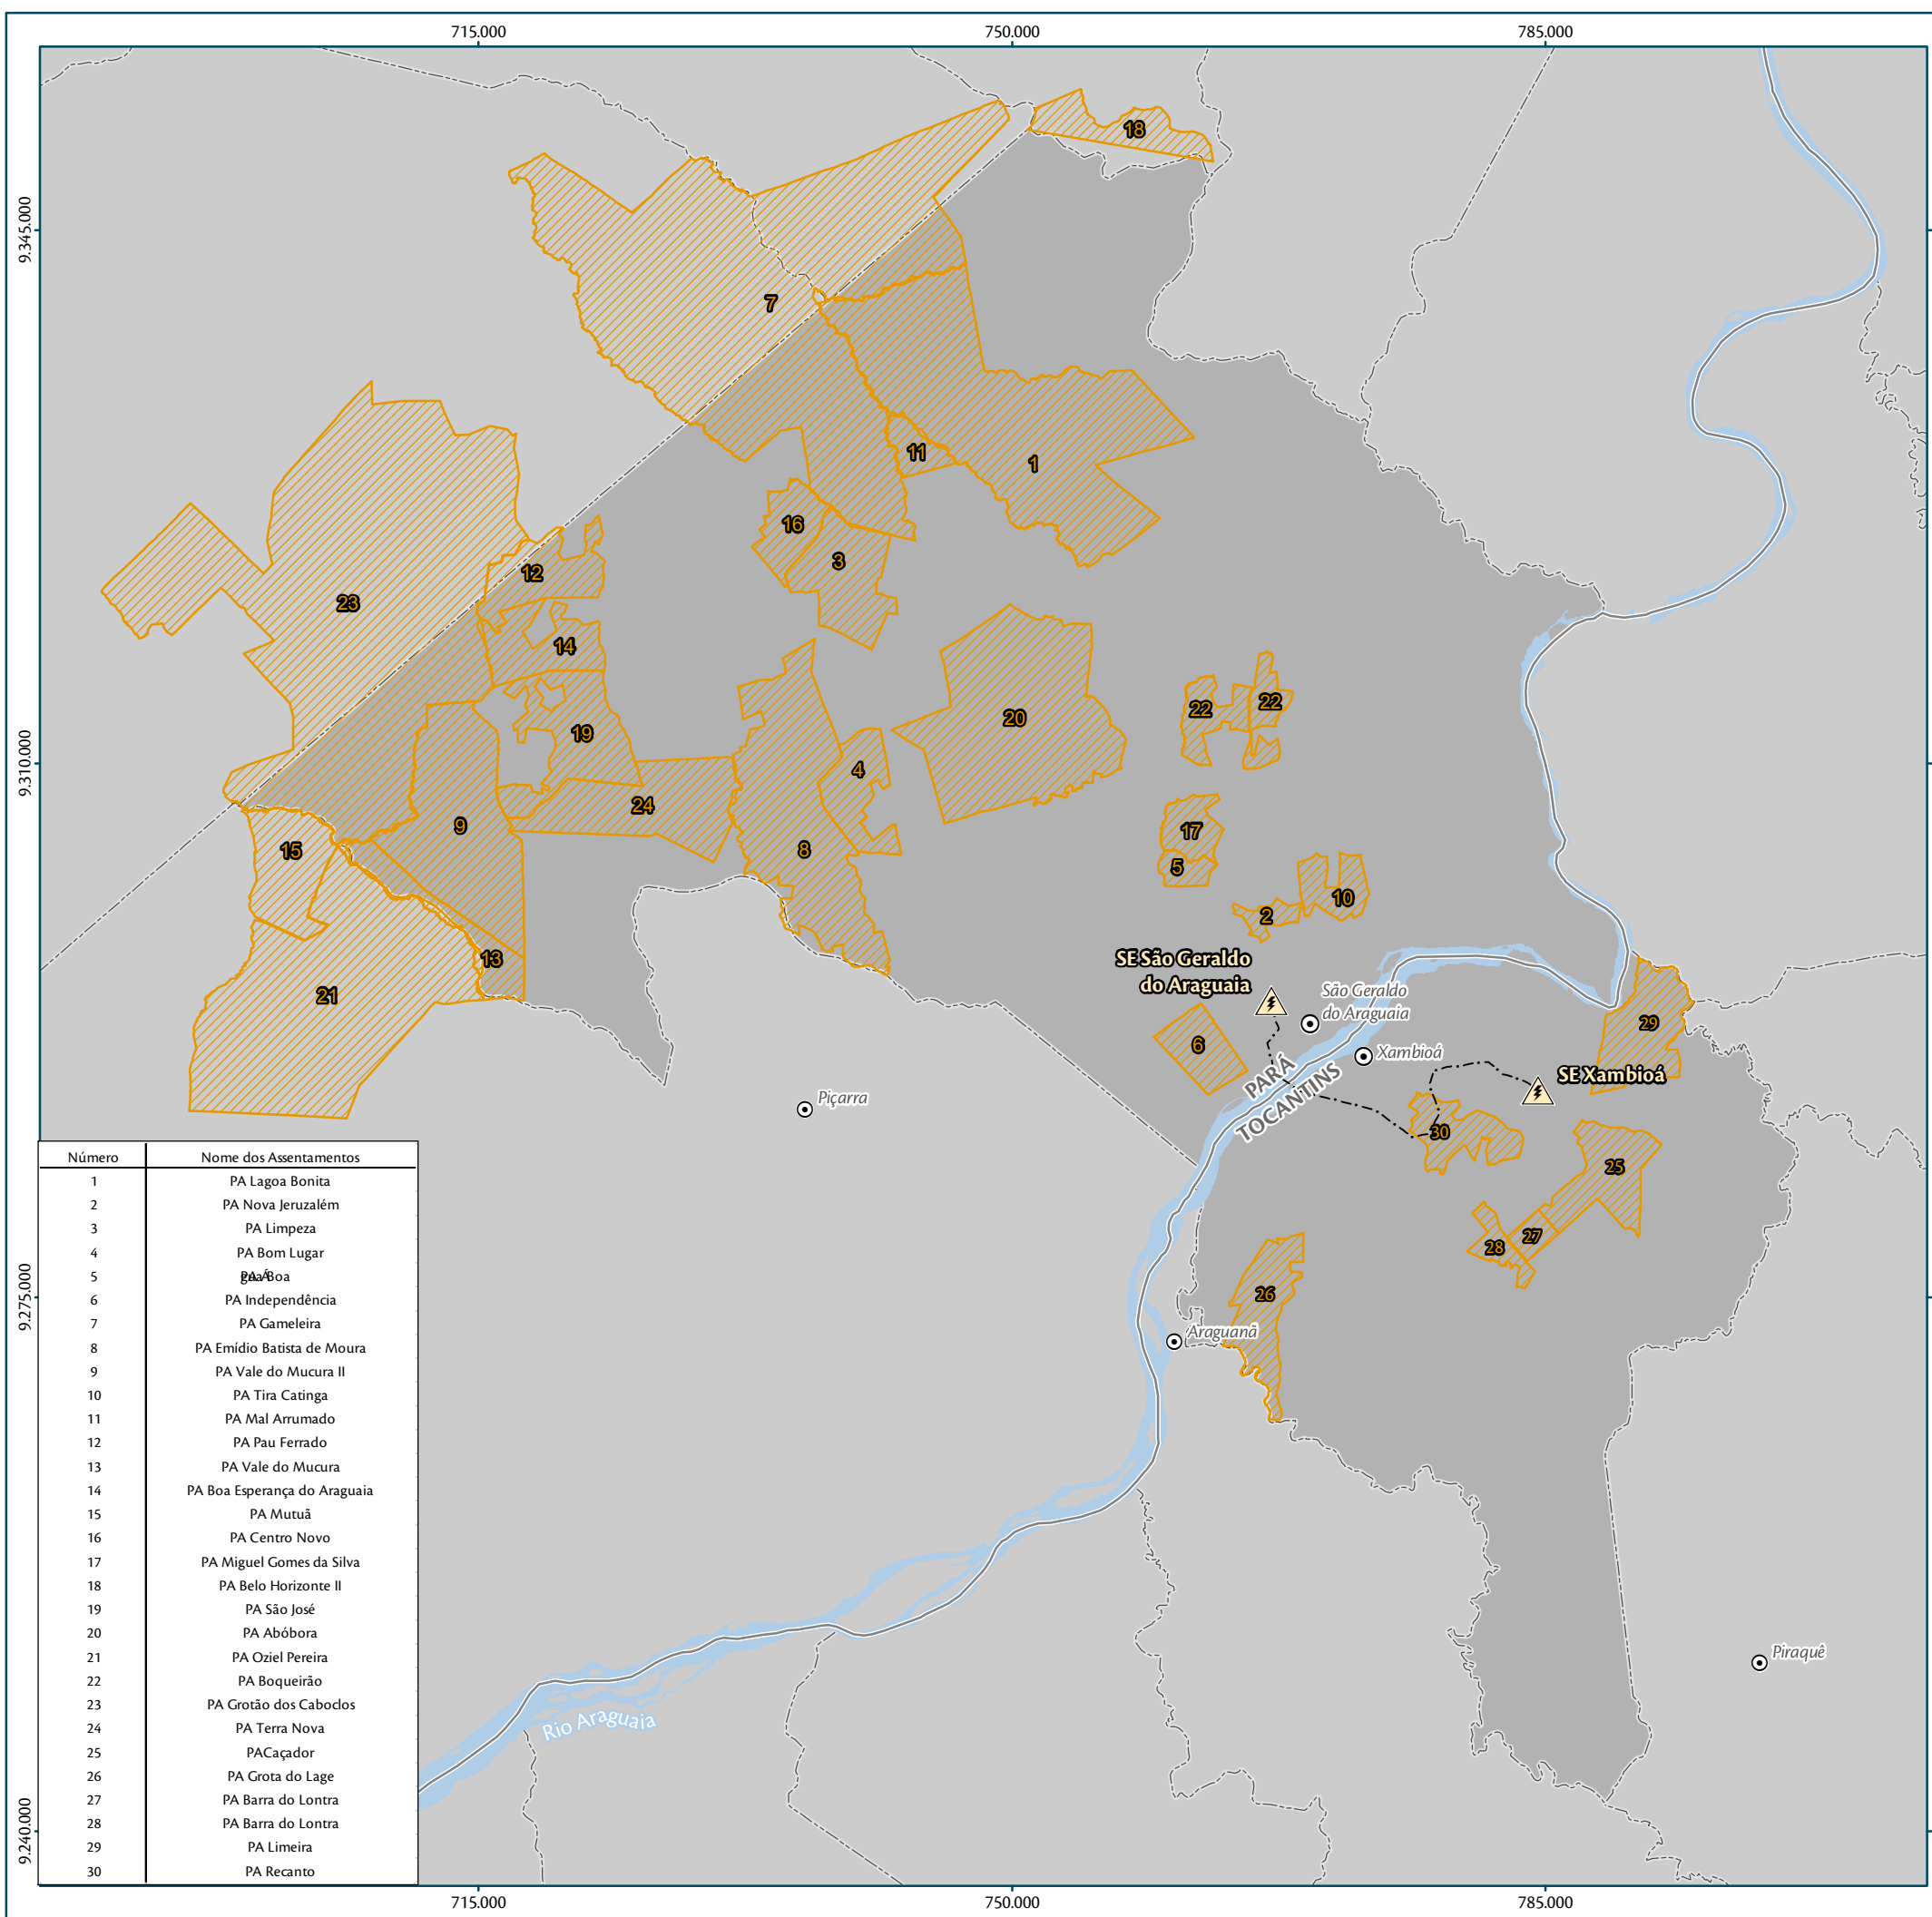 715.000
750.000
785.000
9.345.000
9.310.000
9.275.000
9.240.000
18
7
11
1
16
3
12
23
14
19
20
22
22
4
24
9
8
17
15
5
10
2
13
21
SE São Geraldo
do Araguaia
São Geraldo
do Araguaia
29
6
Xambioá
PARÁ
TOCANTINS
SE Xambioá
Piçarra
30
25
27
28
26
Araguanã
Piraquê
Rio Araguaia
Número Nome dos Assentamentos
1 PA Lagoa Bonita
2 PA Nova Jeruzalém
3 PA Limpeza
4 PA Bom Lugar
5 PA Água Boa
6 PA Independência
7 PA Gameleira
8 PA Emídio Batista de Moura
9 PA Vale do Mucura II
10 PA Tira Catinga
11 PA Mal Arrumado
12 PA Pau Ferrado
13 PA Vale do Mucura
14 PA Boa Esperança do Araguaia
15 PA Mutuã
16 PA Centro Novo
17 PA Miguel Gomes da Silva
18 PA Belo Horizonte II
19 PA São José
20 PA Abóbora
21 PA Oziel Pereira
22 PA Boqueirão
23 PA Grotão dos Caboclos
24 PA Terra Nova
25 PACaçador
26 PA Grota do Lage
27 PA Barra do Lontra
28 PA Barra do Lontra
29 PA Limeira
30 PA Recanto
715.000
750.000
785.000